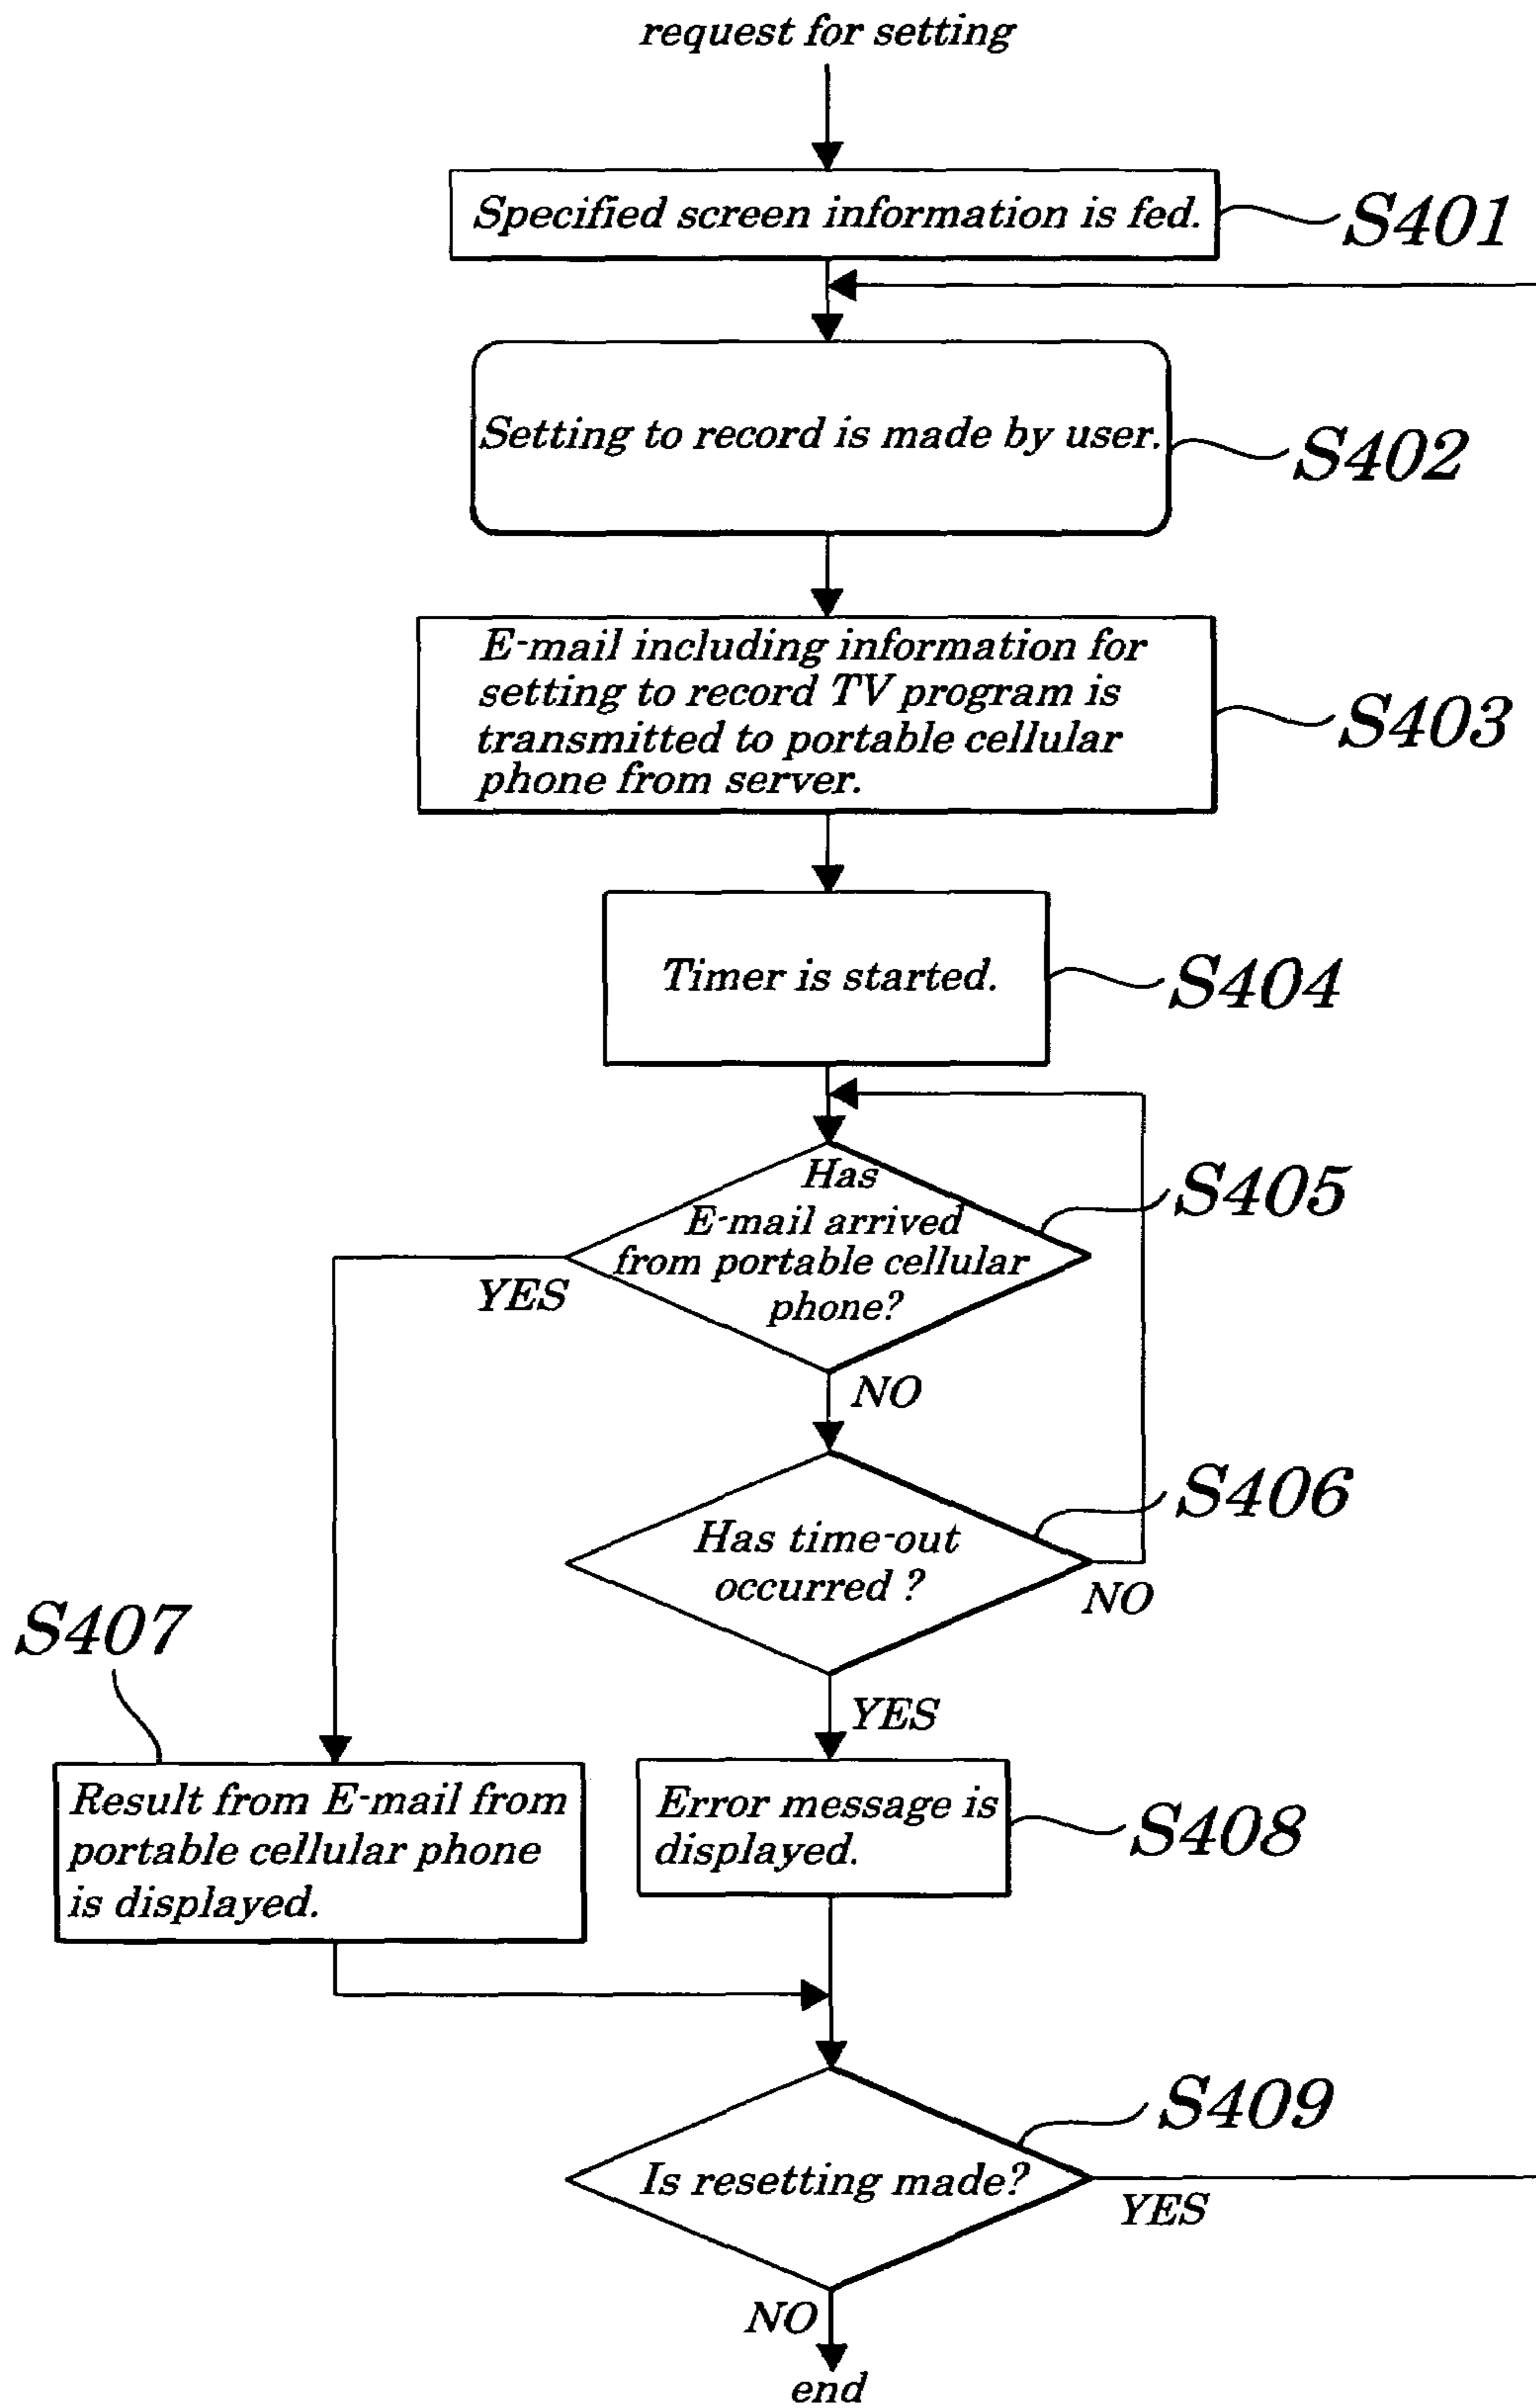 request for setting
Specified screen information is fed.
S401
Setting to record is made by user.
S402
E-mail including information for
setting to record TV program is
transmitted to portable cellular
phone from server.
S403
Timer is started.
S404
Has
E-mail arrived
from portable cellular
phone?
S405
YES
NO
Has time-out
occurred ?
S406
NO
YES
S407
Result from E-mail from
portable cellular phone
is displayed.
Error message is
displayed.
S408
Is resetting made?
S409
YES
NO
end